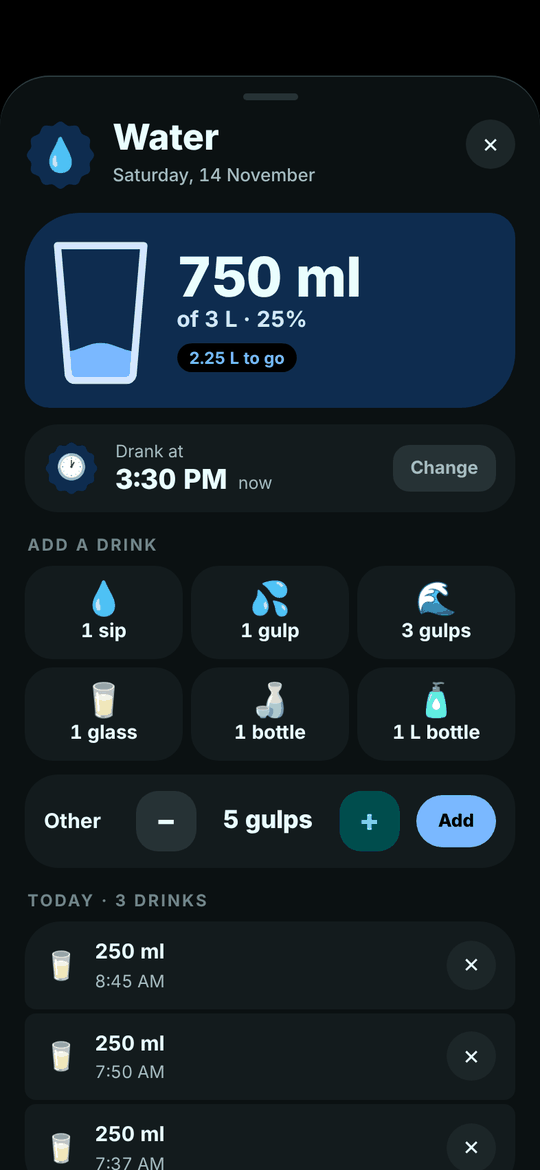 Water
Saturday, 14 November
750 ml
of 3 L · 25%
2.25 L to go
Drank at
3:30 PM now
Change
ADD A DRINK
1 sip
1 gulp
3 gulps
1 glass
1 bottle
1 L bottle
Other
5 gulps
Add
TODAY · 3 DRINKS
250 ml
8:45 AM
250 ml
7:50 AM
250 ml
7:37 AM